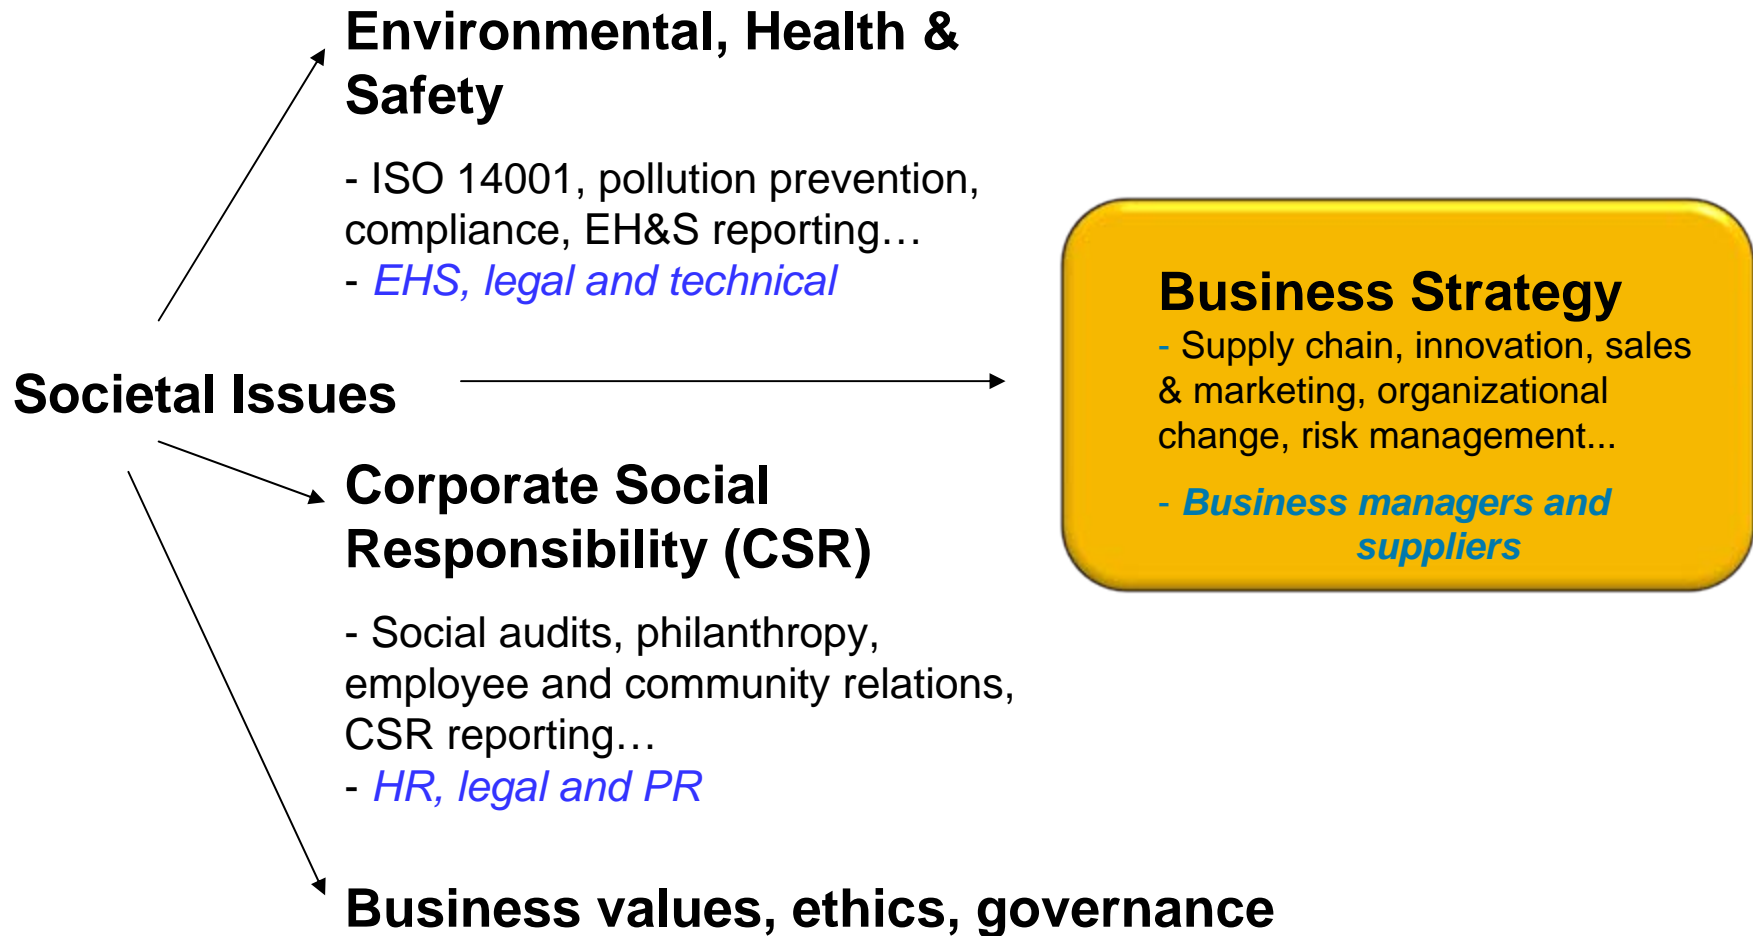 Environmental, Health &
Safety
- ISO 14001, pollution prevention,
compliance, EH&S reporting…
- EHS, legal and technical
Societal Issues
Business Strategy
- Supply chain, innovation, sales
& marketing, organizational
change, risk management...
- Business managers and
suppliers
Corporate Social
Responsibility (CSR)
- Social audits, philanthropy,
employee and community relations,
CSR reporting…
- HR, legal and PR
Business values, ethics, governance